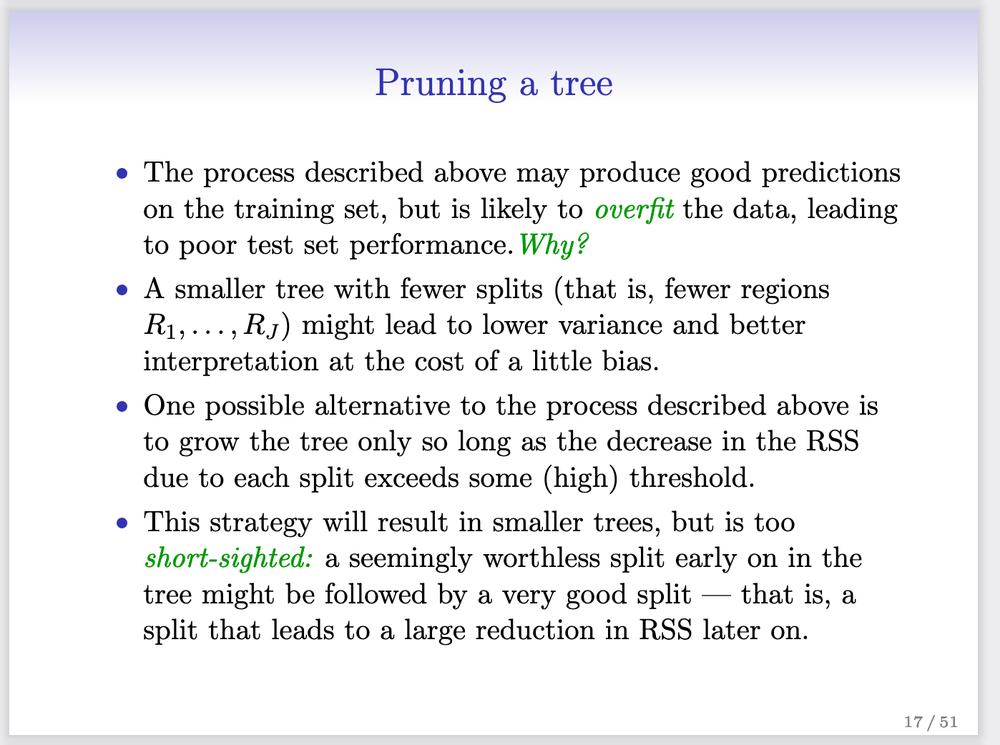 Pruning a tree
• The process described above may produce good predictions
on the training set, but is likely to overfit the data, leading
to poor test set performance. Why?
• A smaller tree with fewer splits (that is, fewer regions
R₁, . . . , R_J) might lead to lower variance and better
interpretation at the cost of a little bias.
• One possible alternative to the process described above is
to grow the tree only so long as the decrease in the RSS
due to each split exceeds some (high) threshold.
• This strategy will result in smaller trees, but is too
short-sighted: a seemingly worthless split early on in the
tree might be followed by a very good split — that is, a
split that leads to a large reduction in RSS later on.
17 / 51